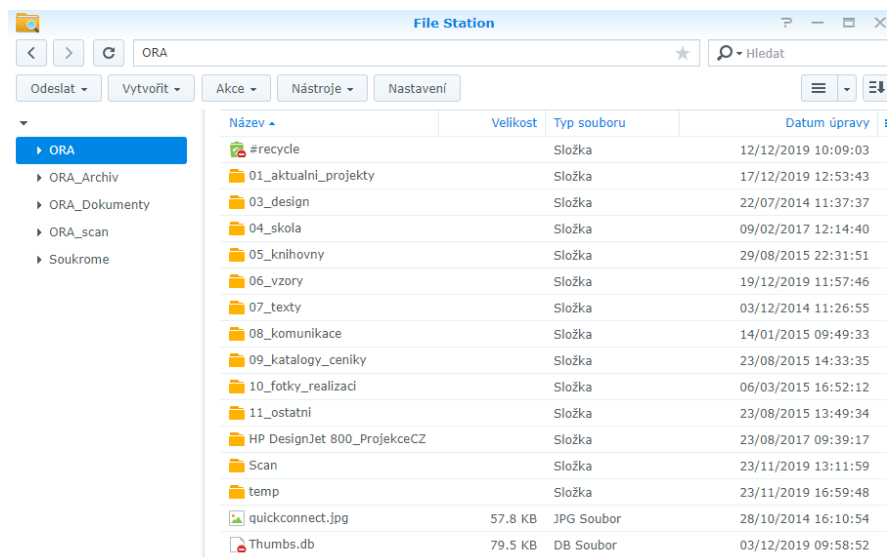 File Station
ORA
Hledat
Odeslat Vytvořit Akce Nástroje Nastavení
Název Velikost Typ souboru Datum úpravy
ORA
ORA_Archiv
ORA_Dokumenty
ORA_scan
Soukrome
#recycle Složka 12/12/2019 10:09:03
01_aktualni_projekty Složka 17/12/2019 12:53:43
03_design Složka 22/07/2014 11:37:37
04_skola Složka 09/02/2017 12:14:40
05_knihovny Složka 29/08/2015 22:31:51
06_vzory Složka 19/12/2019 11:57:46
07_texty Složka 03/12/2014 11:26:55
08_komunikace Složka 14/01/2015 09:49:33
09_katalogy_ceniky Složka 23/08/2015 14:33:35
10_fotky_realizaci Složka 06/03/2015 16:52:12
11_ostatni Složka 23/08/2015 13:49:34
HP DesignJet 800_ProjekceCZ Složka 23/08/2017 09:39:17
Scan Složka 23/11/2019 13:11:59
temp Složka 23/11/2019 16:59:48
quickconnect.jpg 57.8 KB JPG Soubor 28/10/2014 16:10:54
Thumbs.db 79.5 KB DB Soubor 03/12/2019 09:58:52